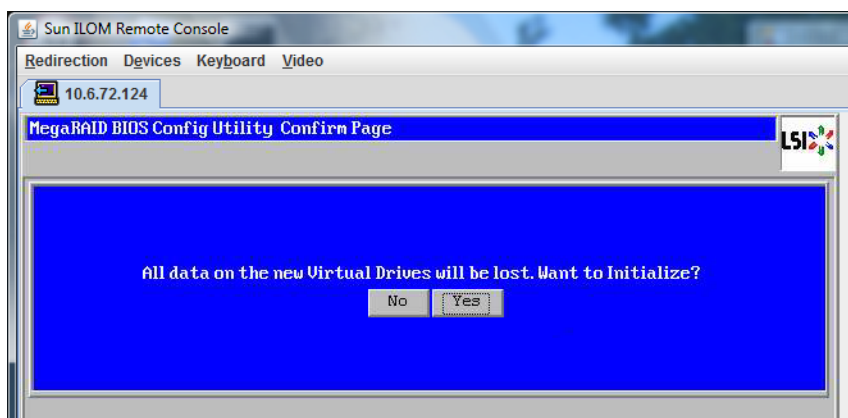 Sun ILOM Remote Console
Redirection Devices Keyboard Video
10.6.72.124
MegaRAID BIOS Config Utility Confirm Page
LSI
All data on the new Virtual Drives will be lost. Want to Initialize?
No Yes